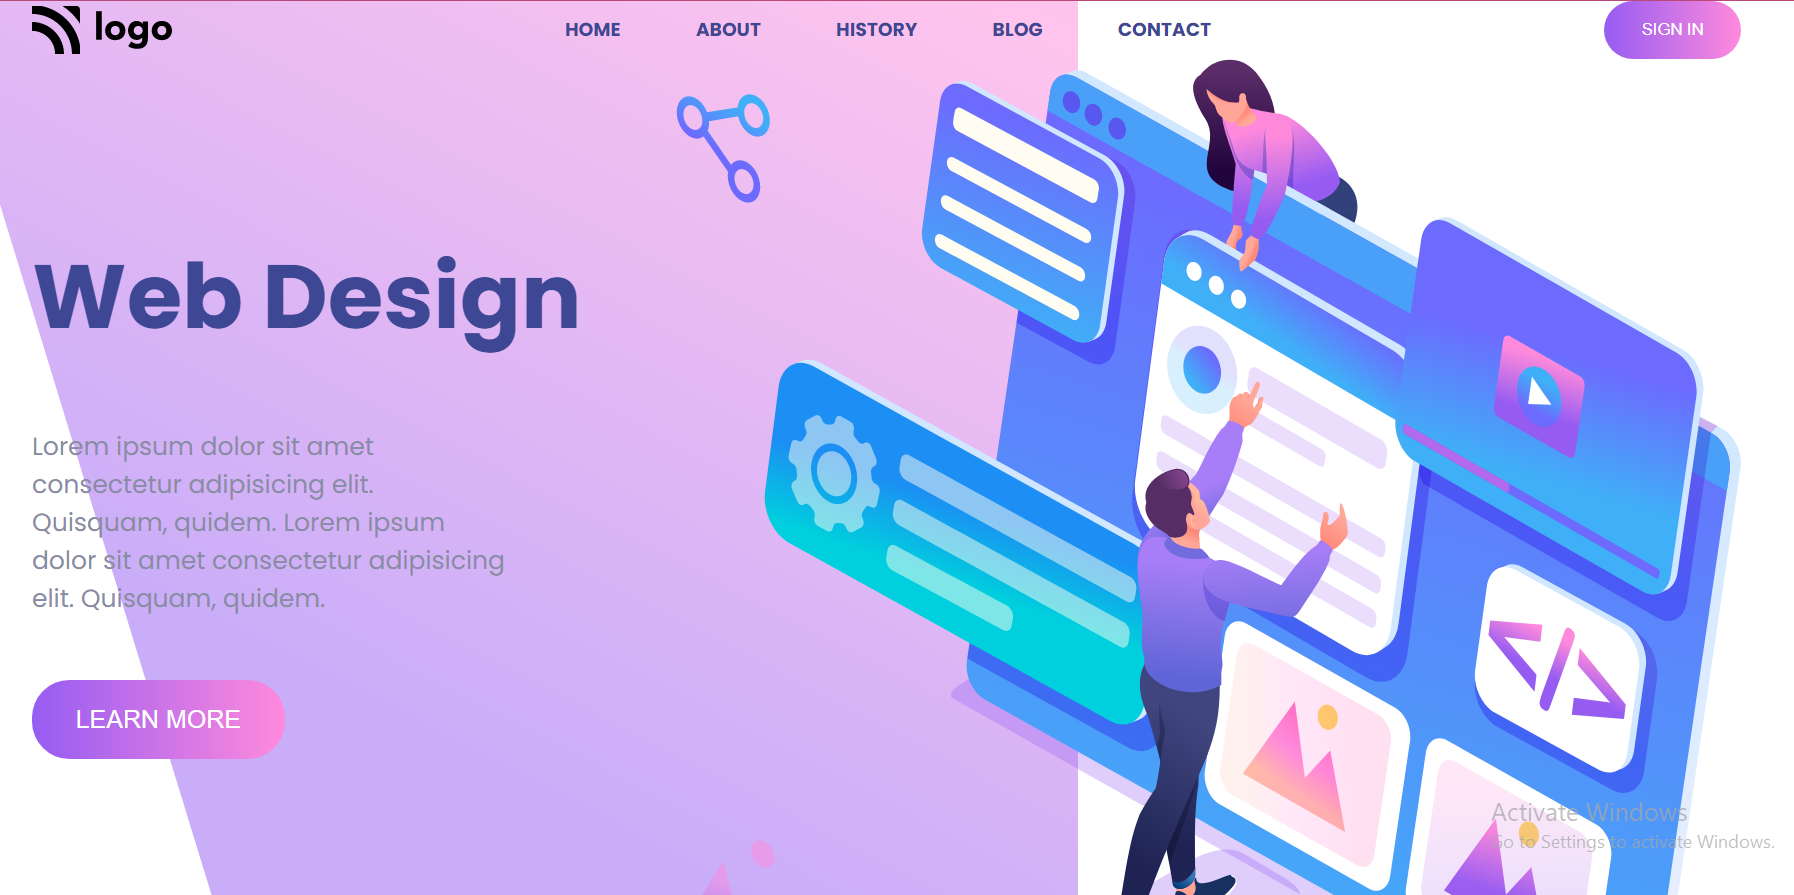 logo
HOME ABOUT HISTORY BLOG CONTACT
SIGN IN
Web Design
Lorem ipsum dolor sit amet
consectetur adipisicing elit.
Quisquam, quidem. Lorem ipsum
dolor sit amet consectetur adipisicing
elit. Quisquam, quidem.
LEARN MORE
</>
Activate Windows
Go to Settings to activate Windows.